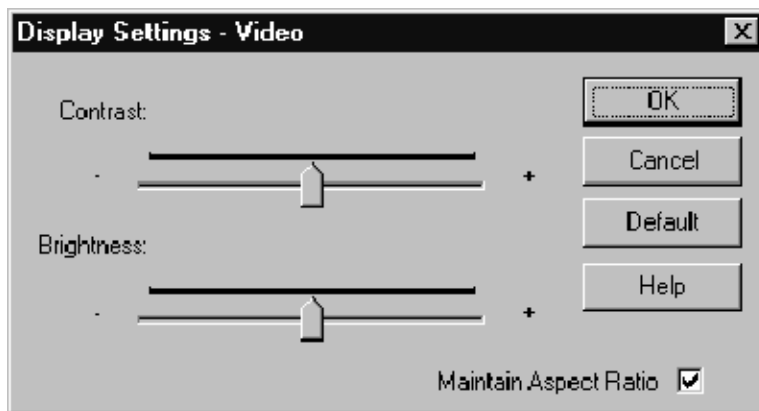 Display Settings - Video
Contrast:
- +
Brightness:
- +
OK
Cancel
Default
Help
Maintain Aspect Ratio